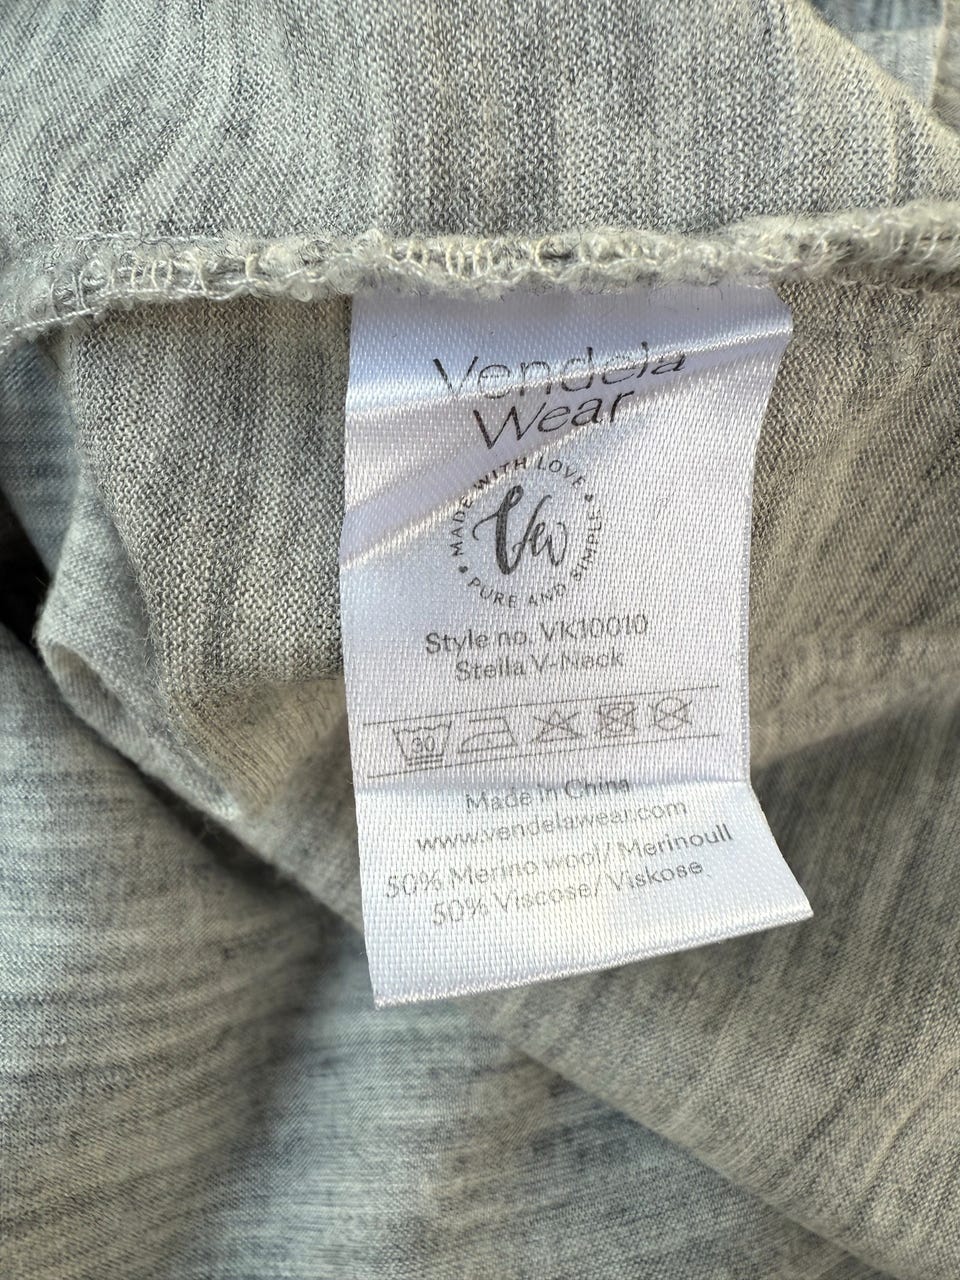 Vendela
Wear
MADE WITH LOVE • PURE AND SIMPLE •
Vw
Style no. VK10010
Stella V-Neck
30
Made in China
www.vendelawear.com
50% Merino wool/Merinoull
50% Viscose/Viskose